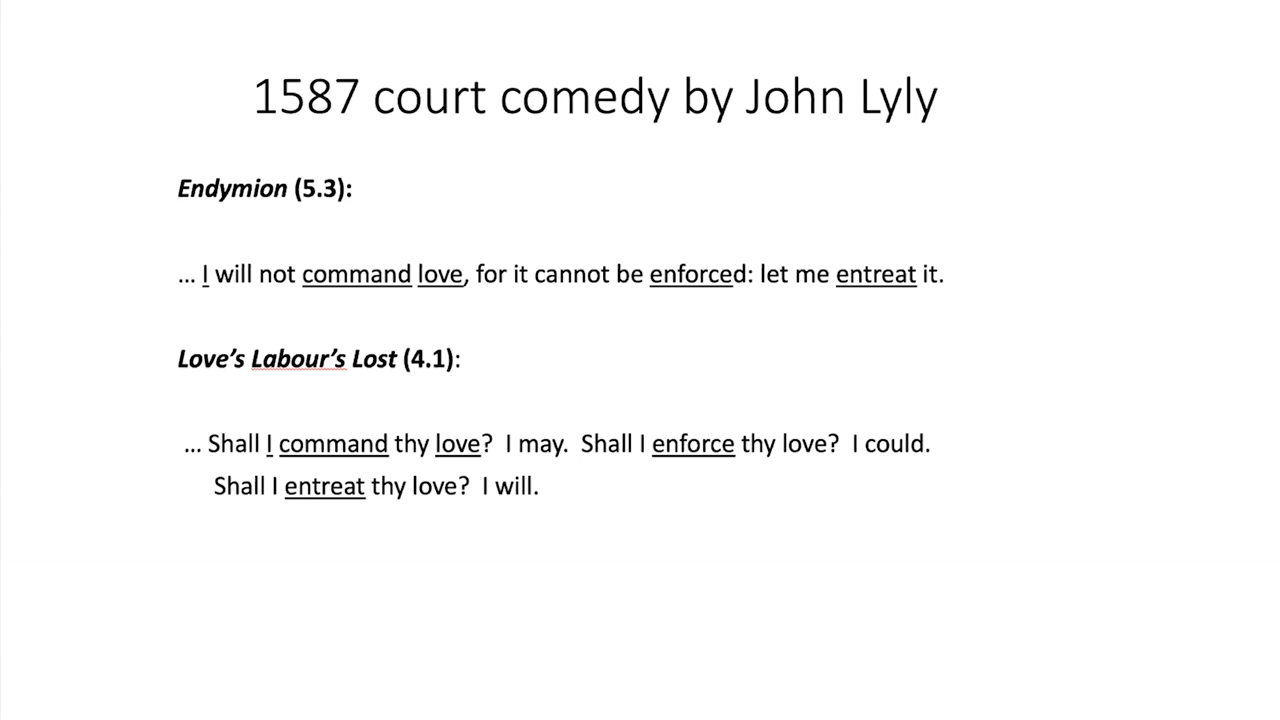 1587 court comedy by John Lyly
Endymion (5.3):
... I will not command love, for it cannot be enforced: let me entreat it.
Love’s Labour’s Lost (4.1):
... Shall I command thy love?  I may.  Shall I enforce thy love?  I could.
Shall I entreat thy love?  I will.